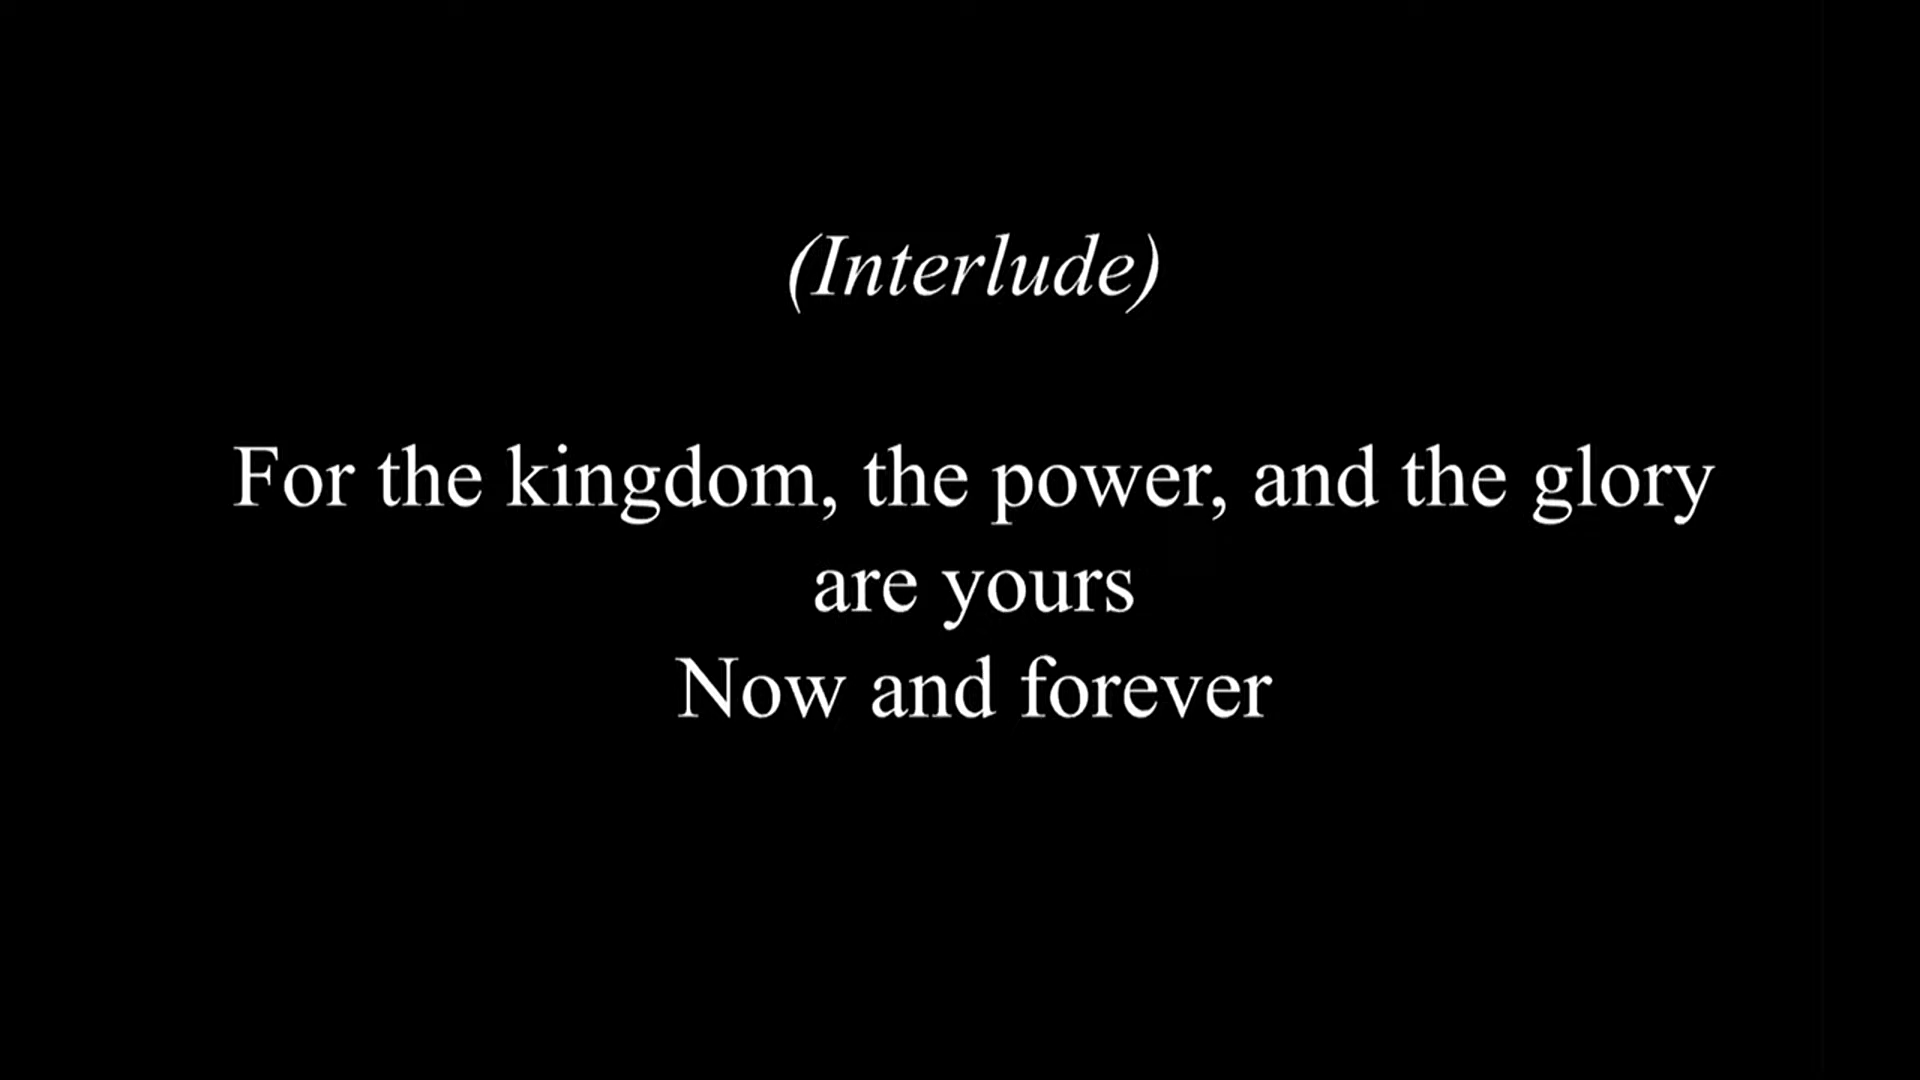 (Interlude)
For the kingdom, the power, and the glory
are yours
Now and forever